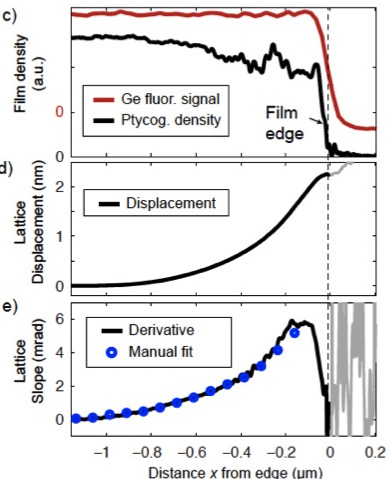 c)
Film density
(a.u.)
0
0
Ge fluor. signal
Ptycog. density
Film
edge
d)
Lattice
Displacement (nm)
2
1
0
Displacement
e)
Lattice
Slope (mrad)
6
4
2
0
Derivative
Manual fit
−1 −0.8 −0.6 −0.4 −0.2 0 0.2
Distance x from edge (μm)